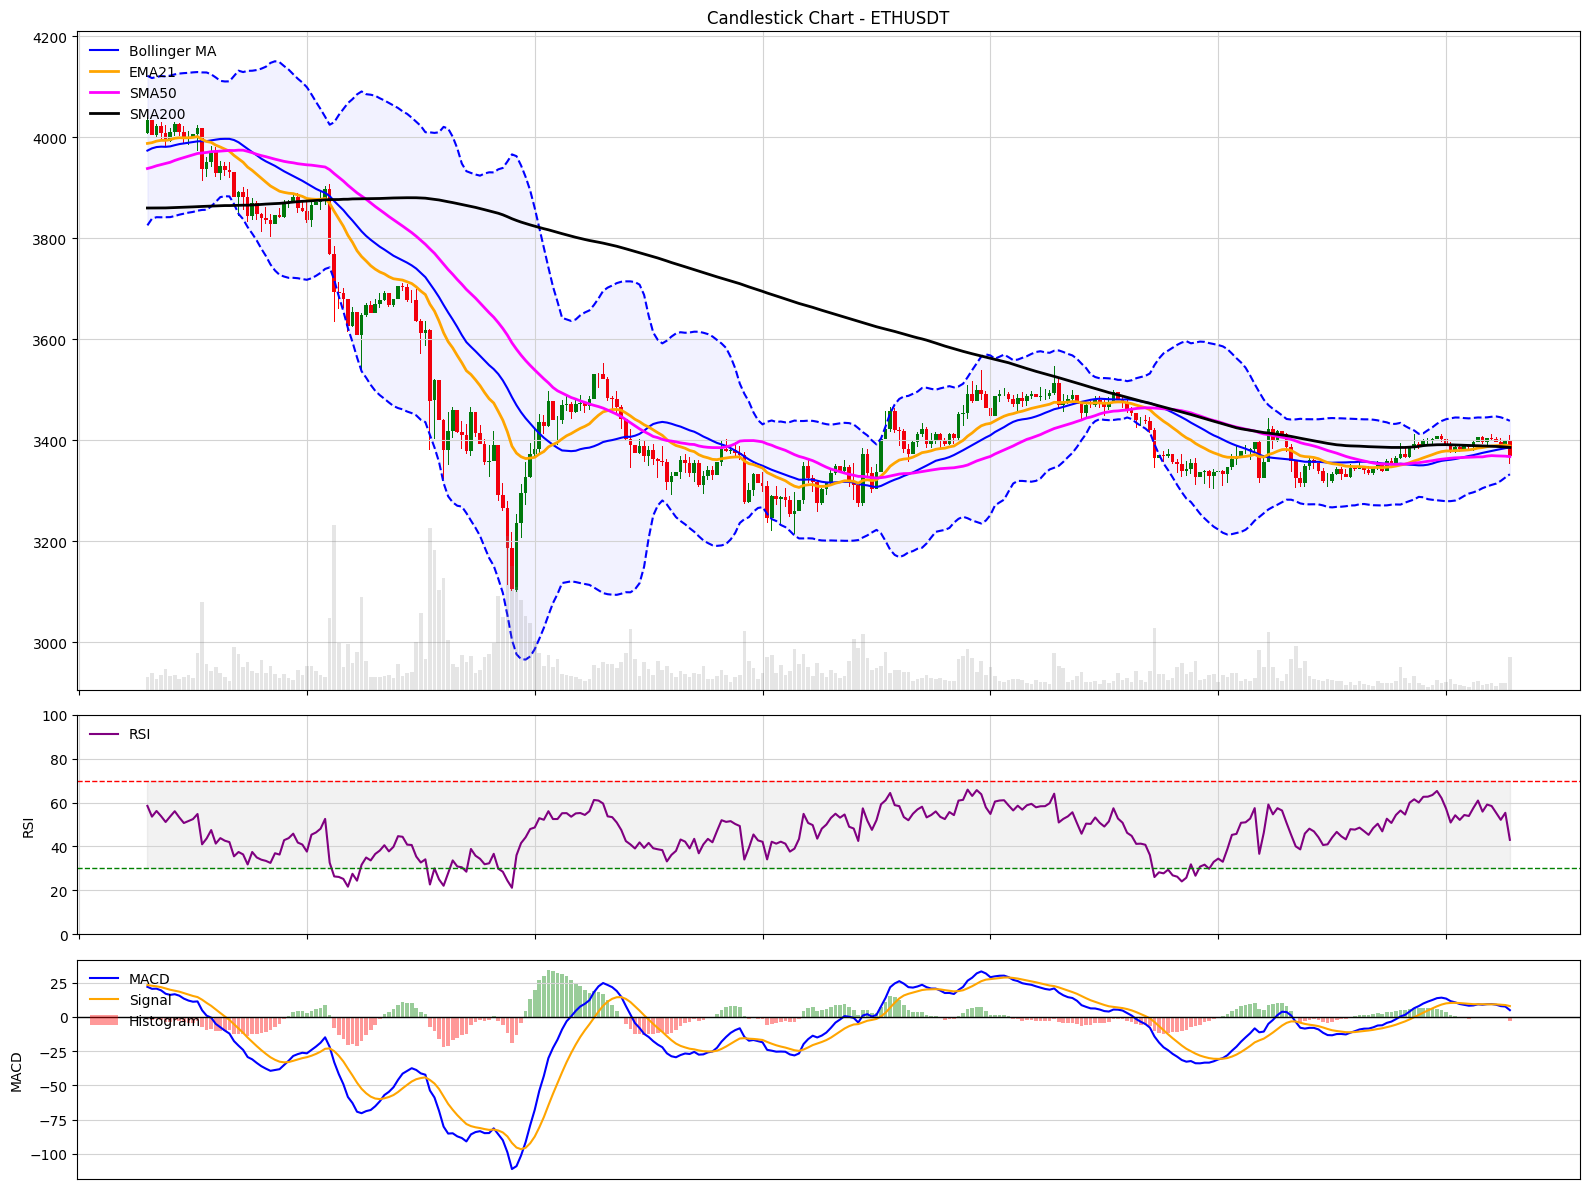 Candlestick Chart - ETHUSDT
4200
4000
3800
3600
3400
3200
3000
Bollinger MA
EMA21
SMA50
SMA200
100
80
60
40
20
0
RSI
RSI
25
0
−25
−50
−75
−100
MACD
MACD
Signal
Histogram